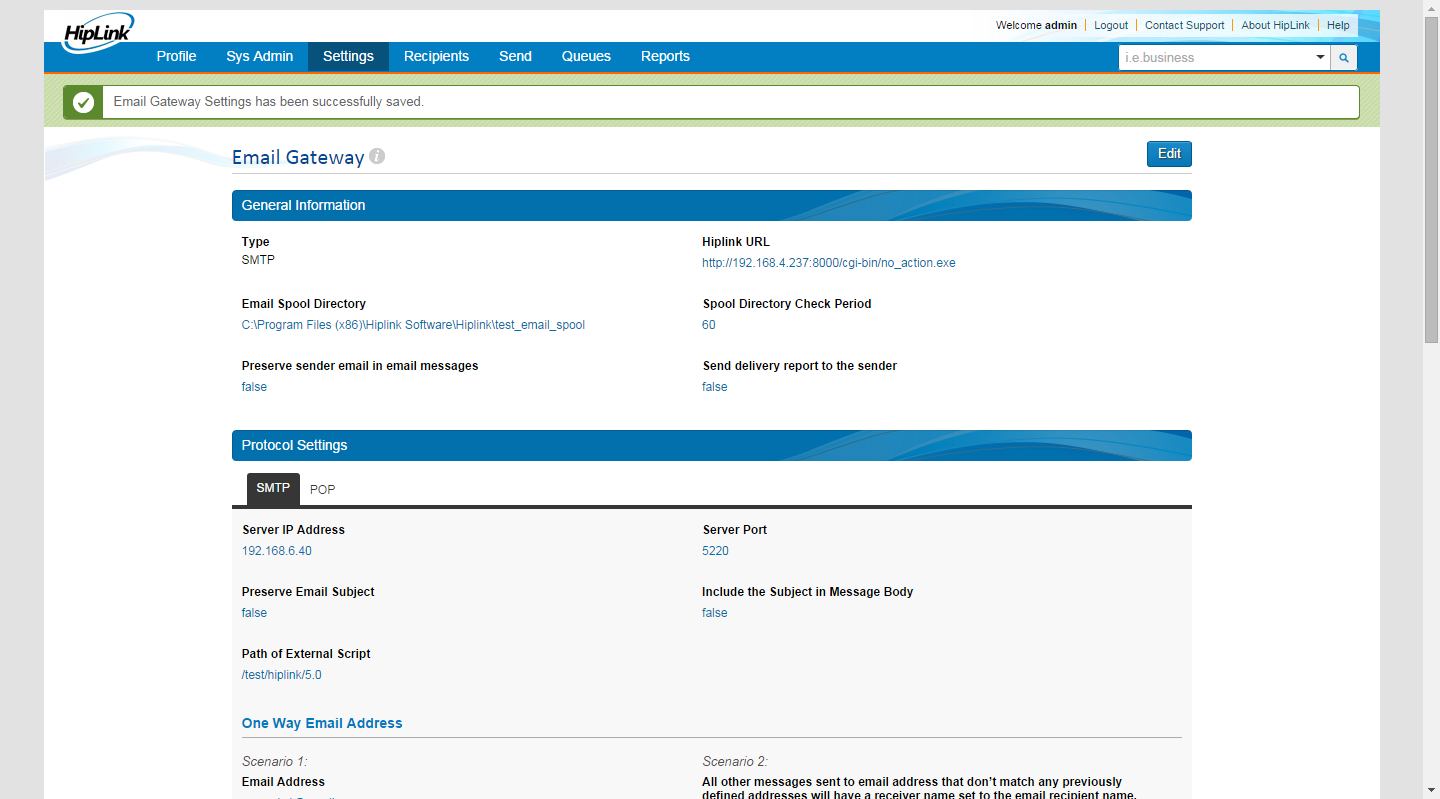 HipLink
Welcome admin Logout Contact Support About HipLink Help
Profile Sys Admin Settings Recipients Send Queues Reports i.e.business
Email Gateway Settings has been successfully saved.
Email Gateway i Edit
General Information
Type Hiplink URL
SMTP http://192.168.4.237:8000/cgi-bin/no_action.exe
Email Spool Directory Spool Directory Check Period
C:\Program Files (x86)\Hiplink Software\Hiplink\test_email_spool 60
Preserve sender email in email messages Send delivery report to the sender
false false
Protocol Settings
SMTP POP
Server IP Address Server Port
192.168.6.40 5220
Preserve Email Subject Include the Subject in Message Body
false false
Path of External Script
/test/hiplink/5.0
One Way Email Address
Scenario 1: Scenario 2:
Email Address All other messages sent to email address that don't match any previously
defined addresses will have a receiver name set to the email recipient name.